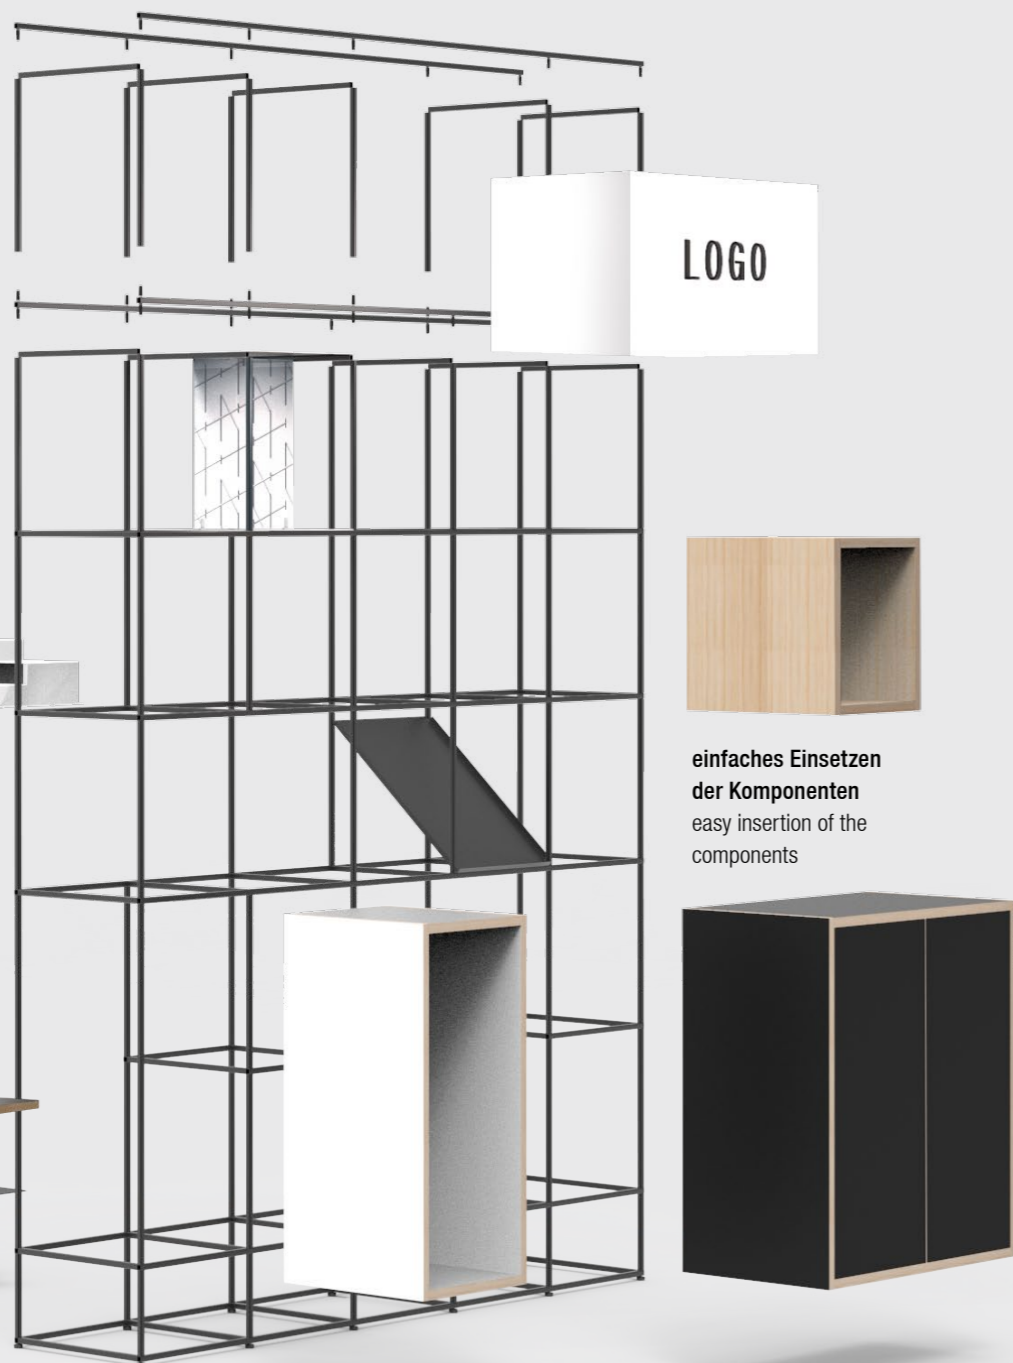 LOGO
einfaches Einsetzen
der Komponenten
easy insertion of the
components